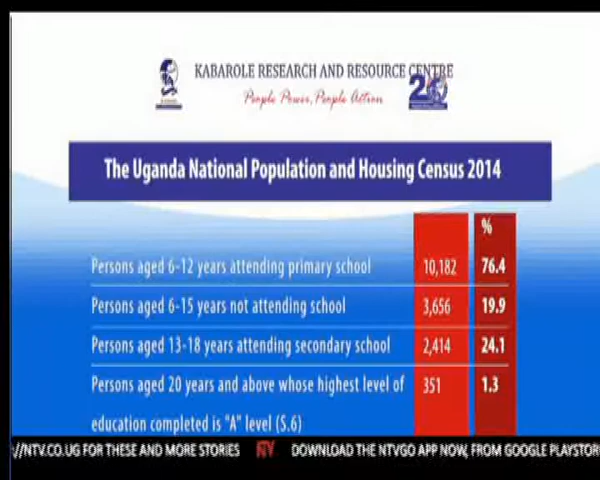 KABAROLE RESEARCH AND RESOURCE CENTRE
People Power, People Action
The Uganda National Population and Housing Census 2014
%
Persons aged 6-12 years attending primary school 10,182 76.4
Persons aged 6-15 years not attending school 3,656 19.9
Persons aged 13-18 years attending secondary school 2,414 24.1
Persons aged 20 years and above whose highest level of 351 1.3
education completed is "A" level (S.6)
//NTV.CO.UG FOR THESE AND MORE STORIES NTV DOWNLOAD THE NTVGO APP NOW, FROM GOOGLE PLAYSTOR